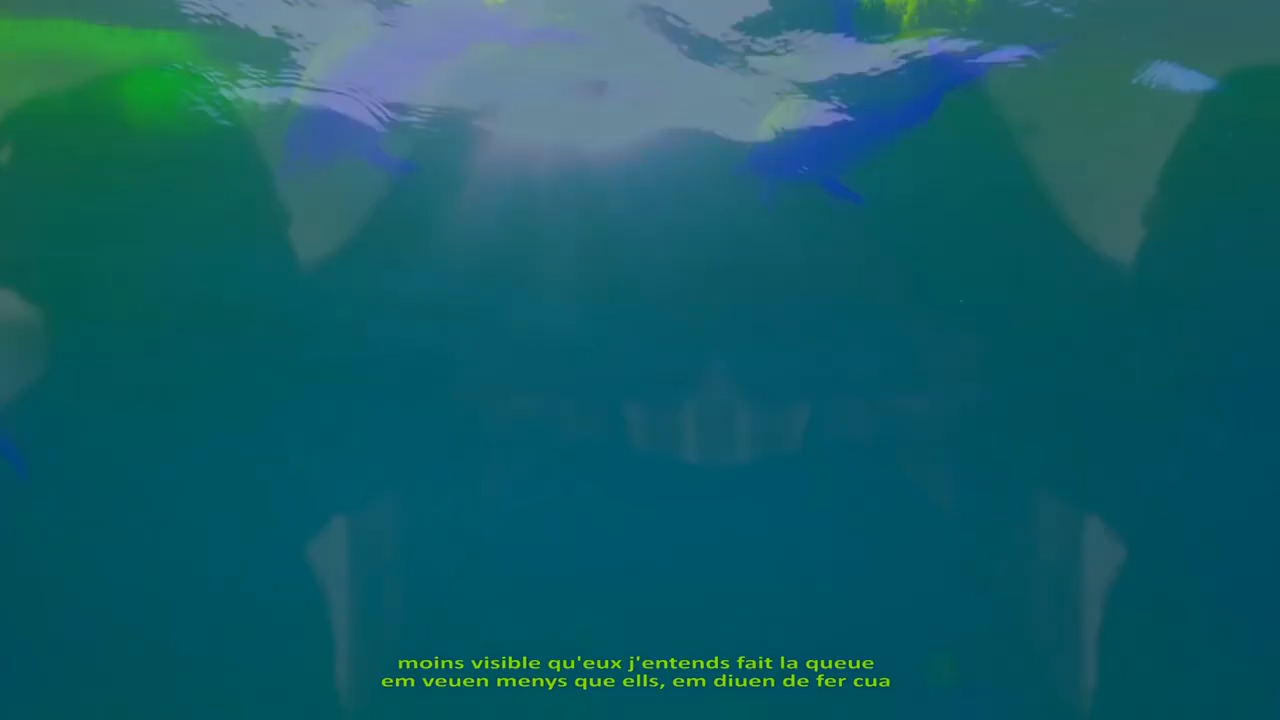 moins visible qu'eux j'entends fait la queue
em veuen menys que ells, em diuen de fer cua